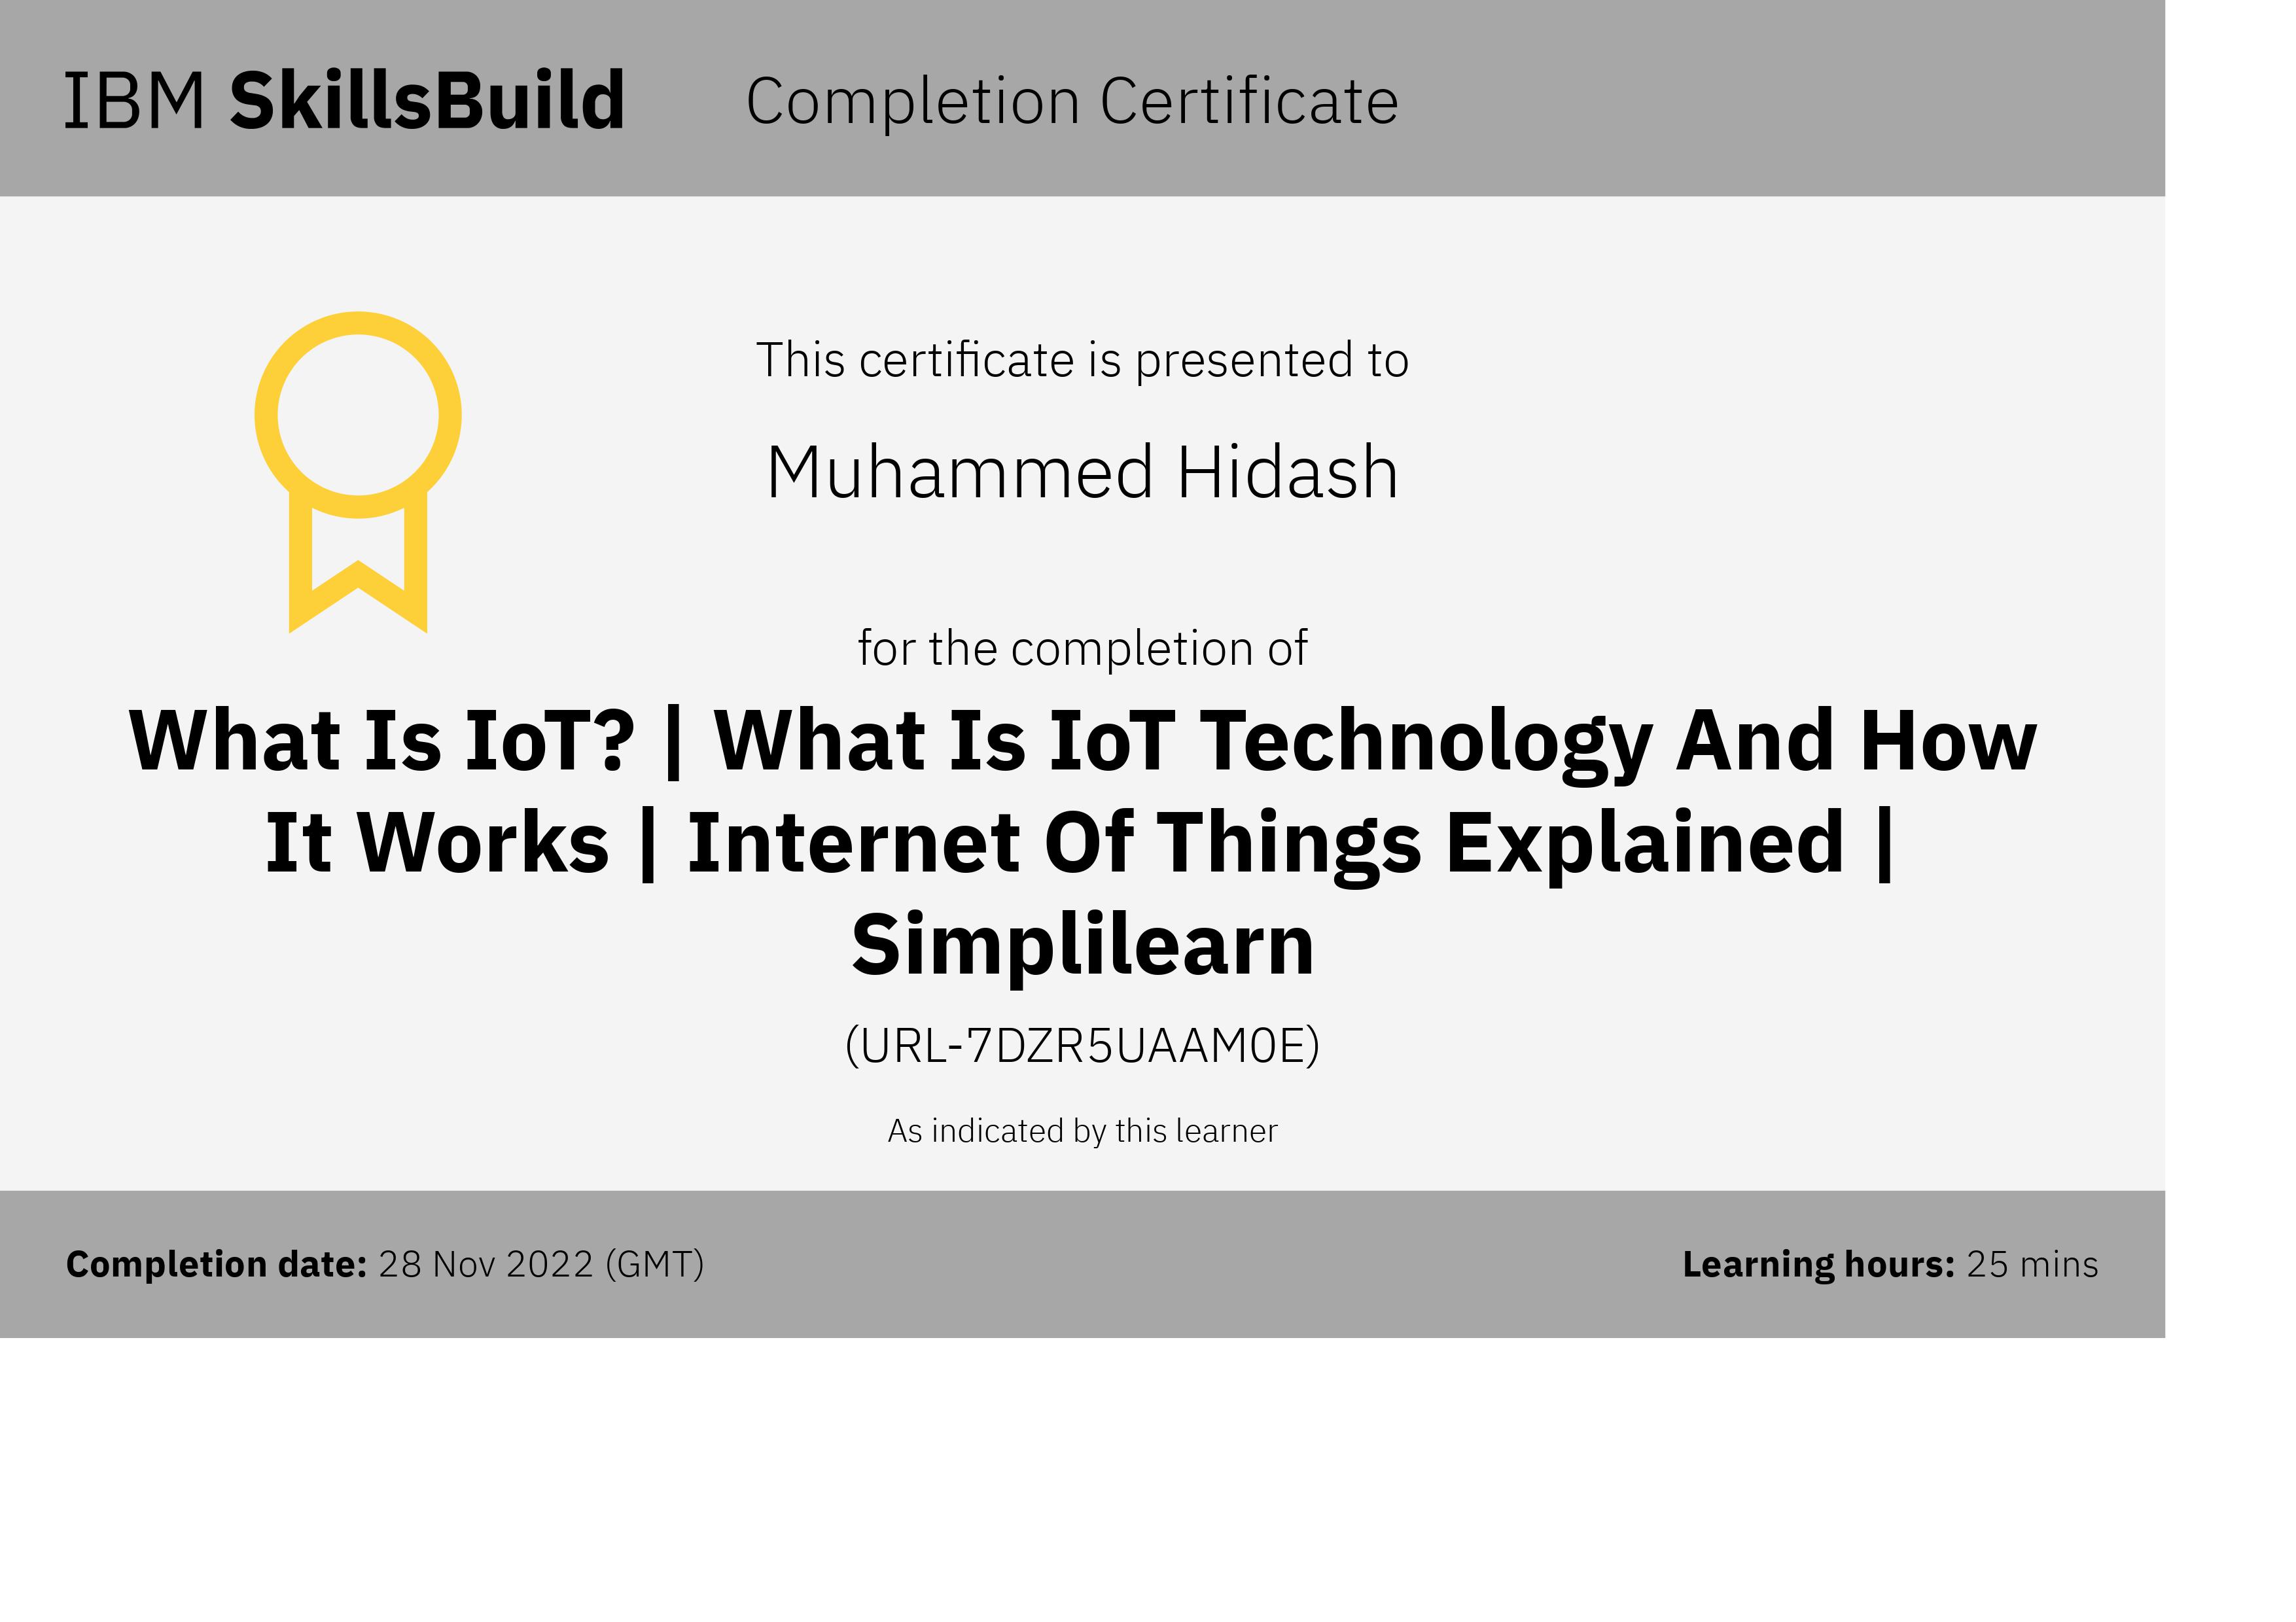 IBM SkillsBuild Completion Certificate
This certificate is presented to
Muhammed Hidash
for the completion of
What Is IoT? | What Is IoT Technology And How
It Works | Internet Of Things Explained |
Simplilearn
(URL-7DZR5UAAM0E)
As indicated by this learner
Completion date: 28 Nov 2022 (GMT) Learning hours: 25 mins